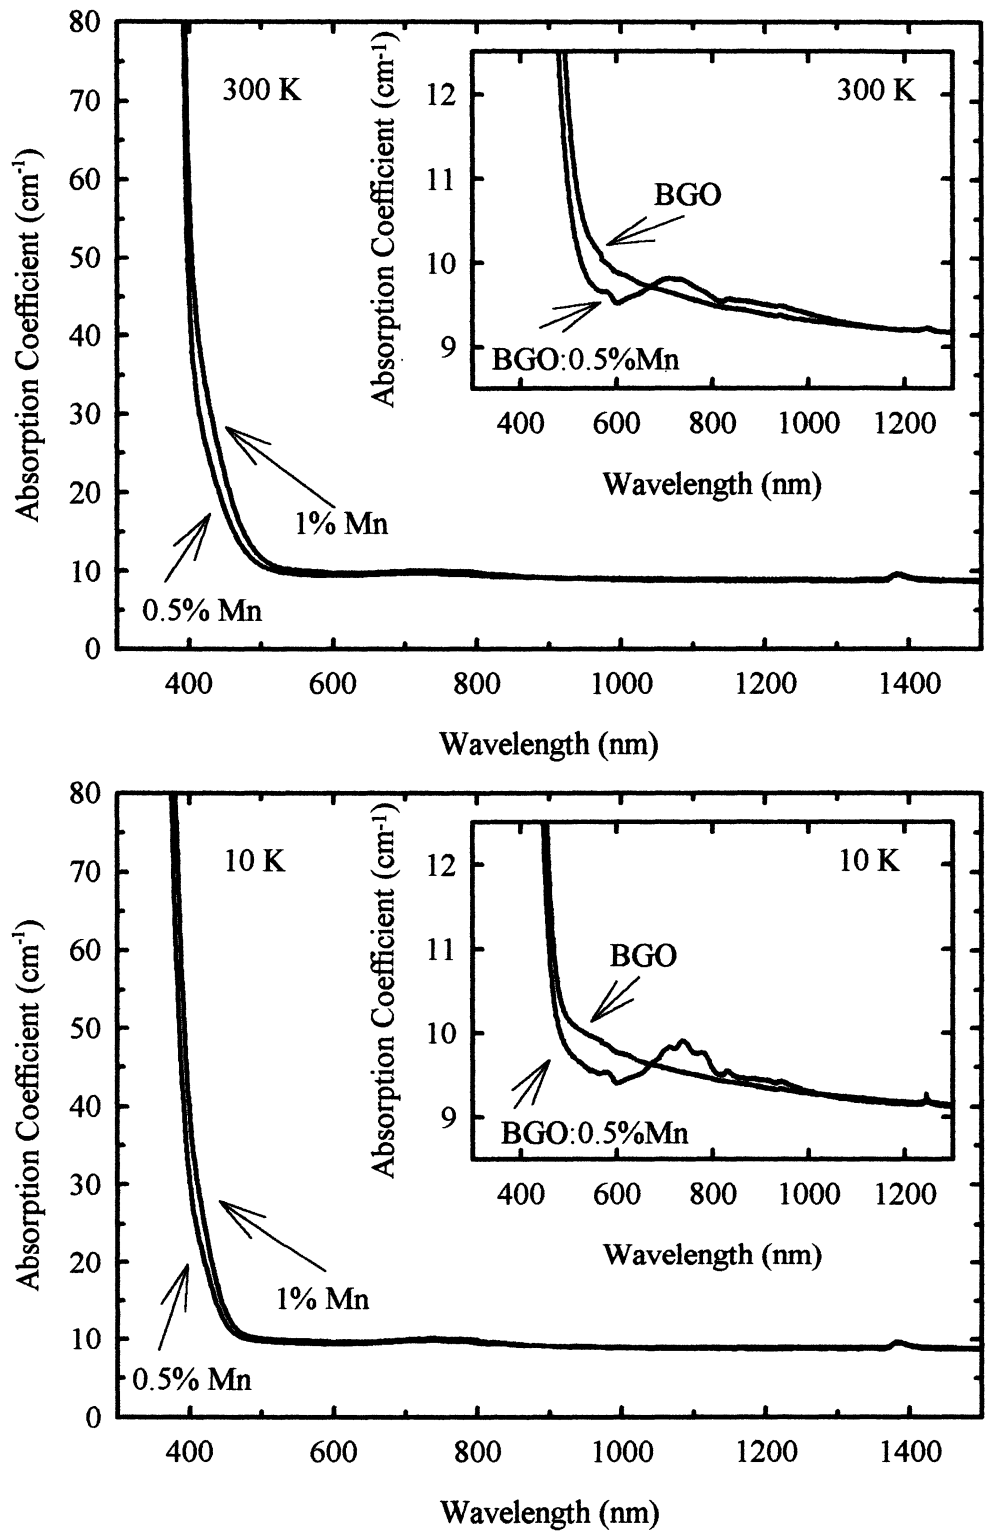 80
70
60
50
40
30
20
10
0
Absorption Coefficient (cm-1)
300 K
1% Mn
0.5% Mn
400 600 800 1000 1200 1400
Wavelength (nm)
12
11
10
9
Absorption Coefficient (cm-1)
300 K
BGO
BGO:0.5%Mn
400 600 800 1000 1200
Wavelength (nm)
80
70
60
50
40
30
20
10
0
Absorption Coefficient (cm-1)
10 K
1% Mn
0.5% Mn
400 600 800 1000 1200 1400
Wavelength (nm)
12
11
10
9
Absorption Coefficient (cm-1)
10 K
BGO
BGO:0.5%Mn
400 600 800 1000 1200
Wavelength (nm)